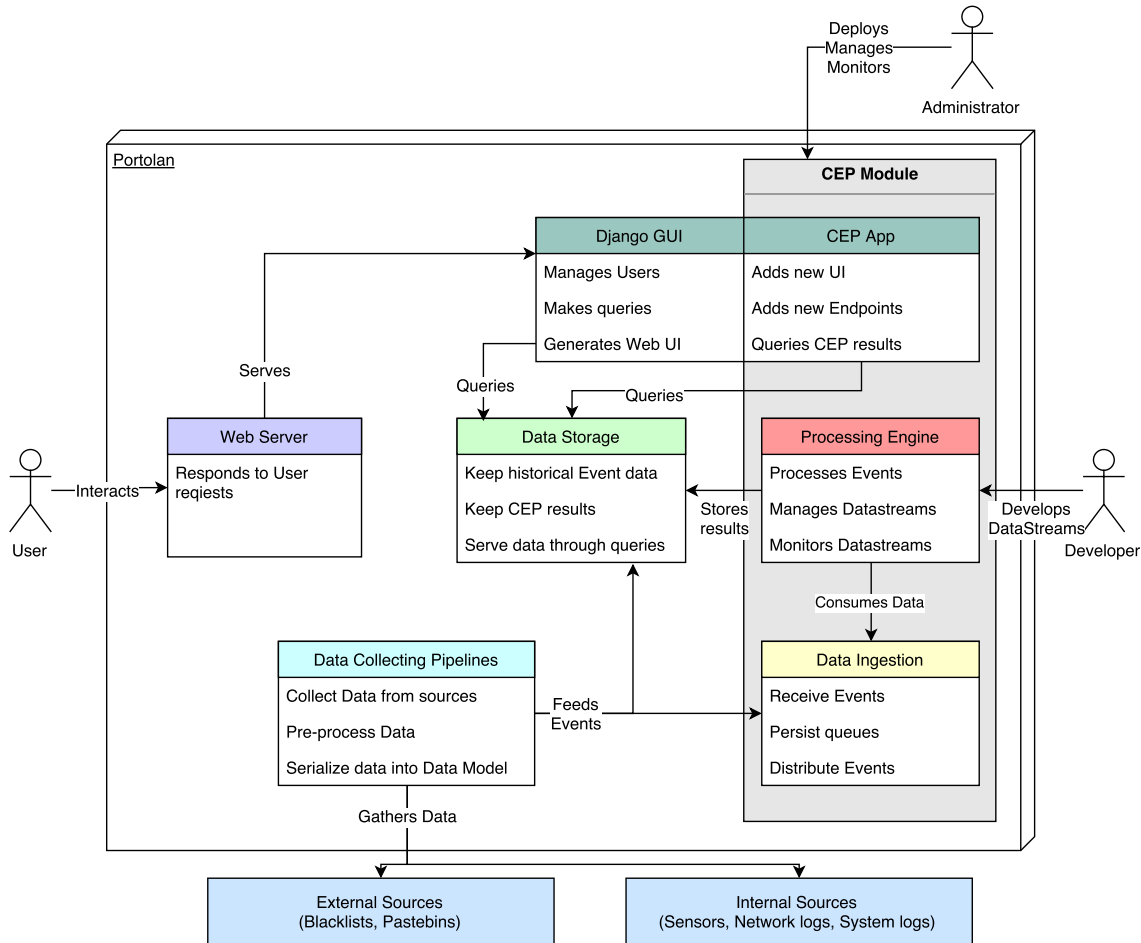 Deploys
Manages
Monitors
Administrator
Portolan
CEP Module
Django GUI
CEP App
Manages Users
Makes queries
Generates Web UI
Adds new UI
Adds new Endpoints
Queries CEP results
Serves
Queries
Queries
Web Server
Responds to User
reqiests
Data Storage
Keep historical Event data
Keep CEP results
Serve data through queries
Processing Engine
Processes Events
Manages Datastreams
Monitors Datastreams
Interacts
User
Stores
results
Develops
DataStreams
Developer
Consumes Data
Data Collecting Pipelines
Collect Data from sources
Pre-process Data
Serialize data into Data Model
Feeds
Events
Data Ingestion
Receive Events
Persist queues
Distribute Events
Gathers Data
External Sources
(Blacklists, Pastebins)
Internal Sources
(Sensors, Network logs, System logs)